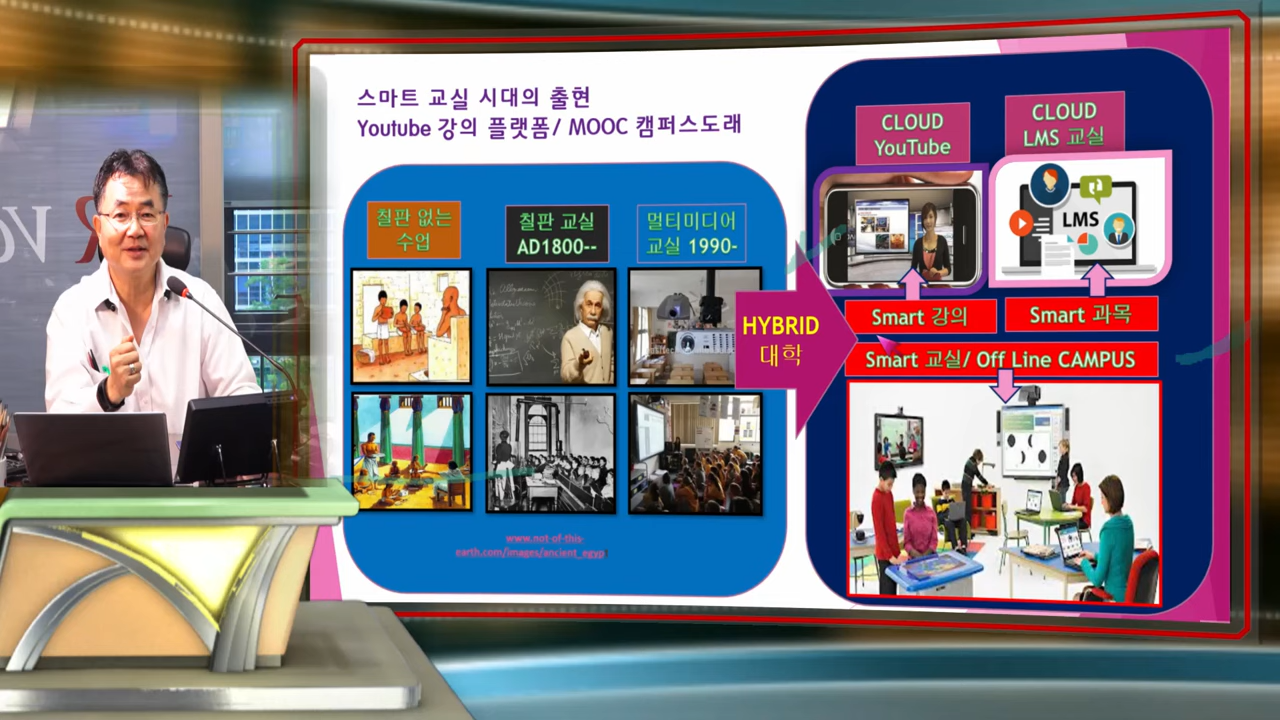 스마트 교실 시대의 출현
Youtube 강의 플랫폼/ MOOC 캠퍼스도래
칠판 없는
수업
칠판 교실
AD1800--
멀티미디어
교실 1990-
www.not-of-this-
earth.com/images/ancient_egyp
HYBRID
대학
CLOUD
YouTube
CLOUD
LMS 교실
LMS
Smart 강의
Smart 과목
Smart 교실/ Off Line CAMPUS